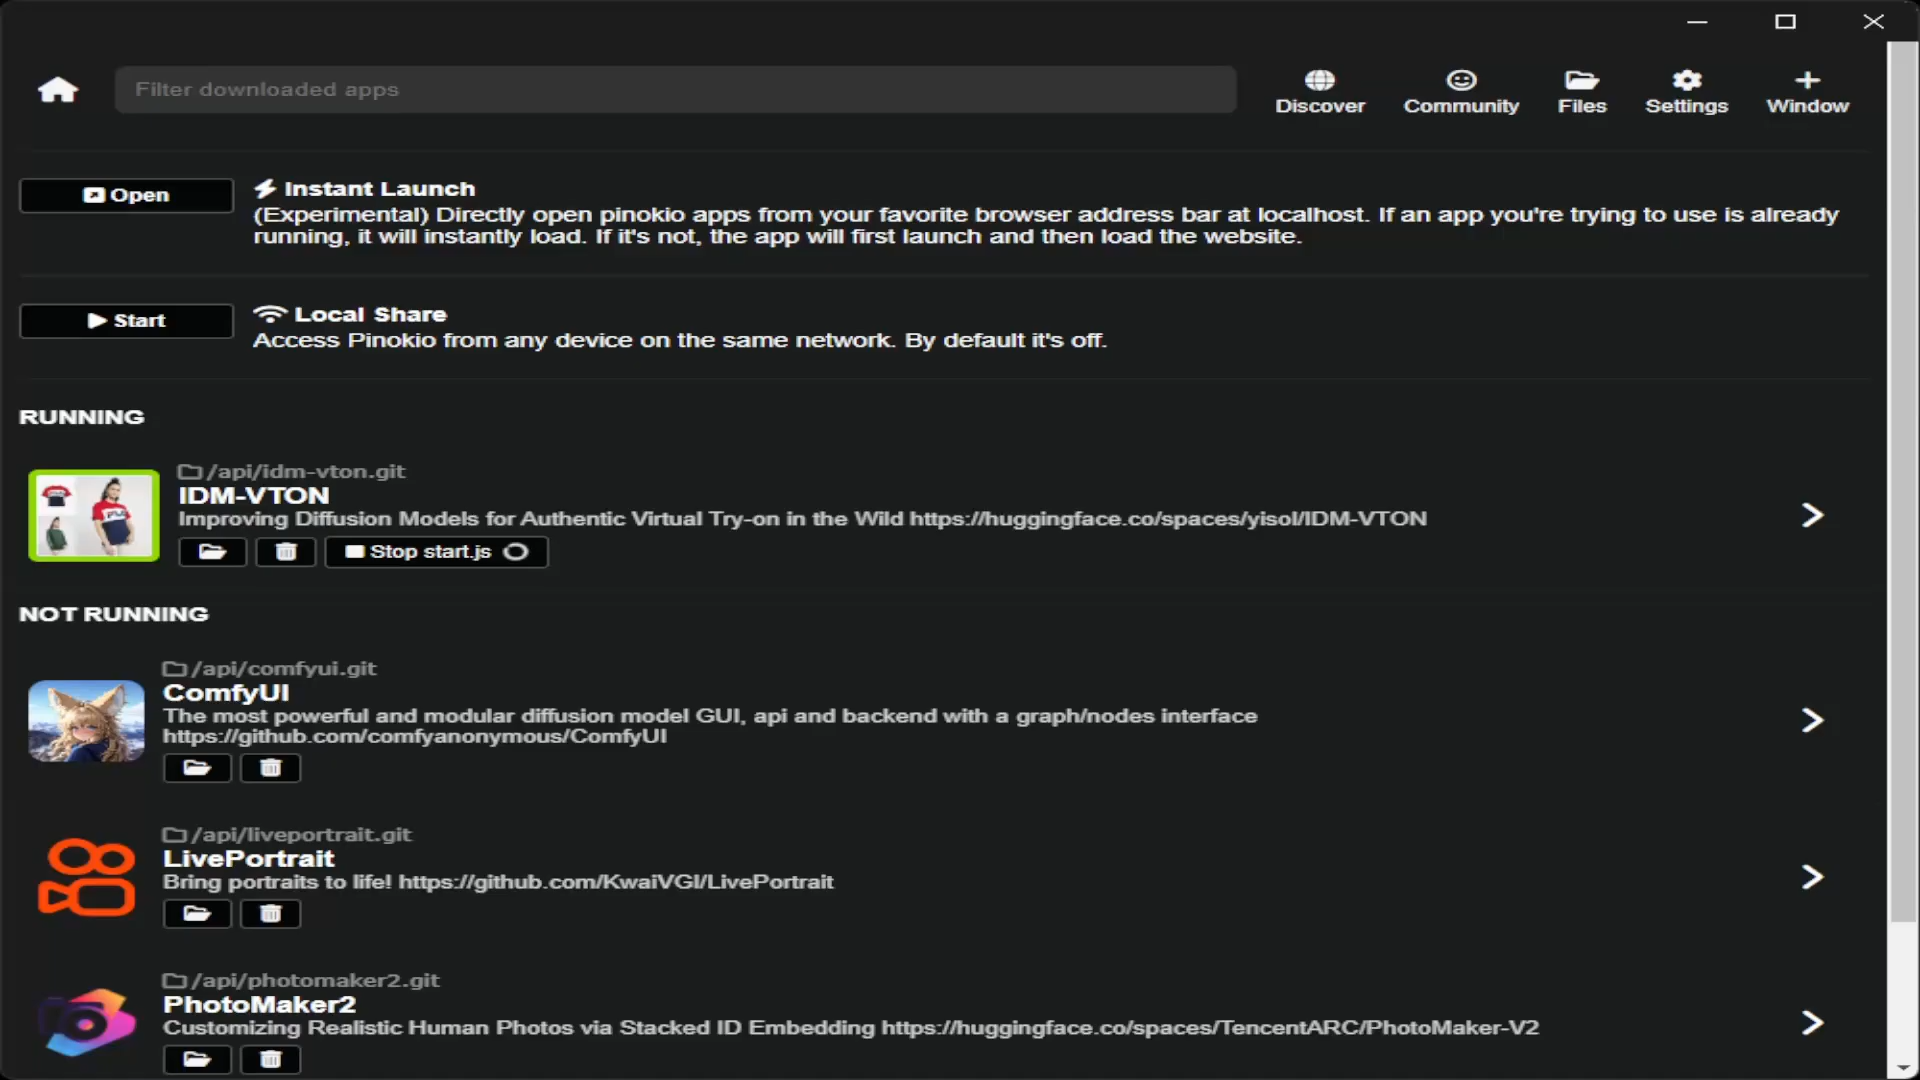 Filter downloaded apps
Discover
Community
Files
Settings
Window
Open
Instant Launch
(Experimental) Directly open pinokio apps from your favorite browser address bar at localhost. If an app you're trying to use is already
running, it will instantly load. If it's not, the app will first launch and then load the website.
Start
Local Share
Access Pinokio from any device on the same network. By default it's off.
RUNNING
/api/idm-vton.git
IDM-VTON
Improving Diffusion Models for Authentic Virtual Try-on in the Wild https://huggingface.co/spaces/yisol/IDM-VTON
Stop start.js
NOT RUNNING
/api/comfyui.git
ComfyUI
The most powerful and modular diffusion model GUI, api and backend with a graph/nodes interface
https://github.com/comfyanonymous/ComfyUI
/api/liveportrait.git
LivePortrait
Bring portraits to life! https://github.com/KwaiVGI/LivePortrait
/api/photomaker2.git
PhotoMaker2
Customizing Realistic Human Photos via Stacked ID Embedding https://huggingface.co/spaces/TencentARC/PhotoMaker-V2